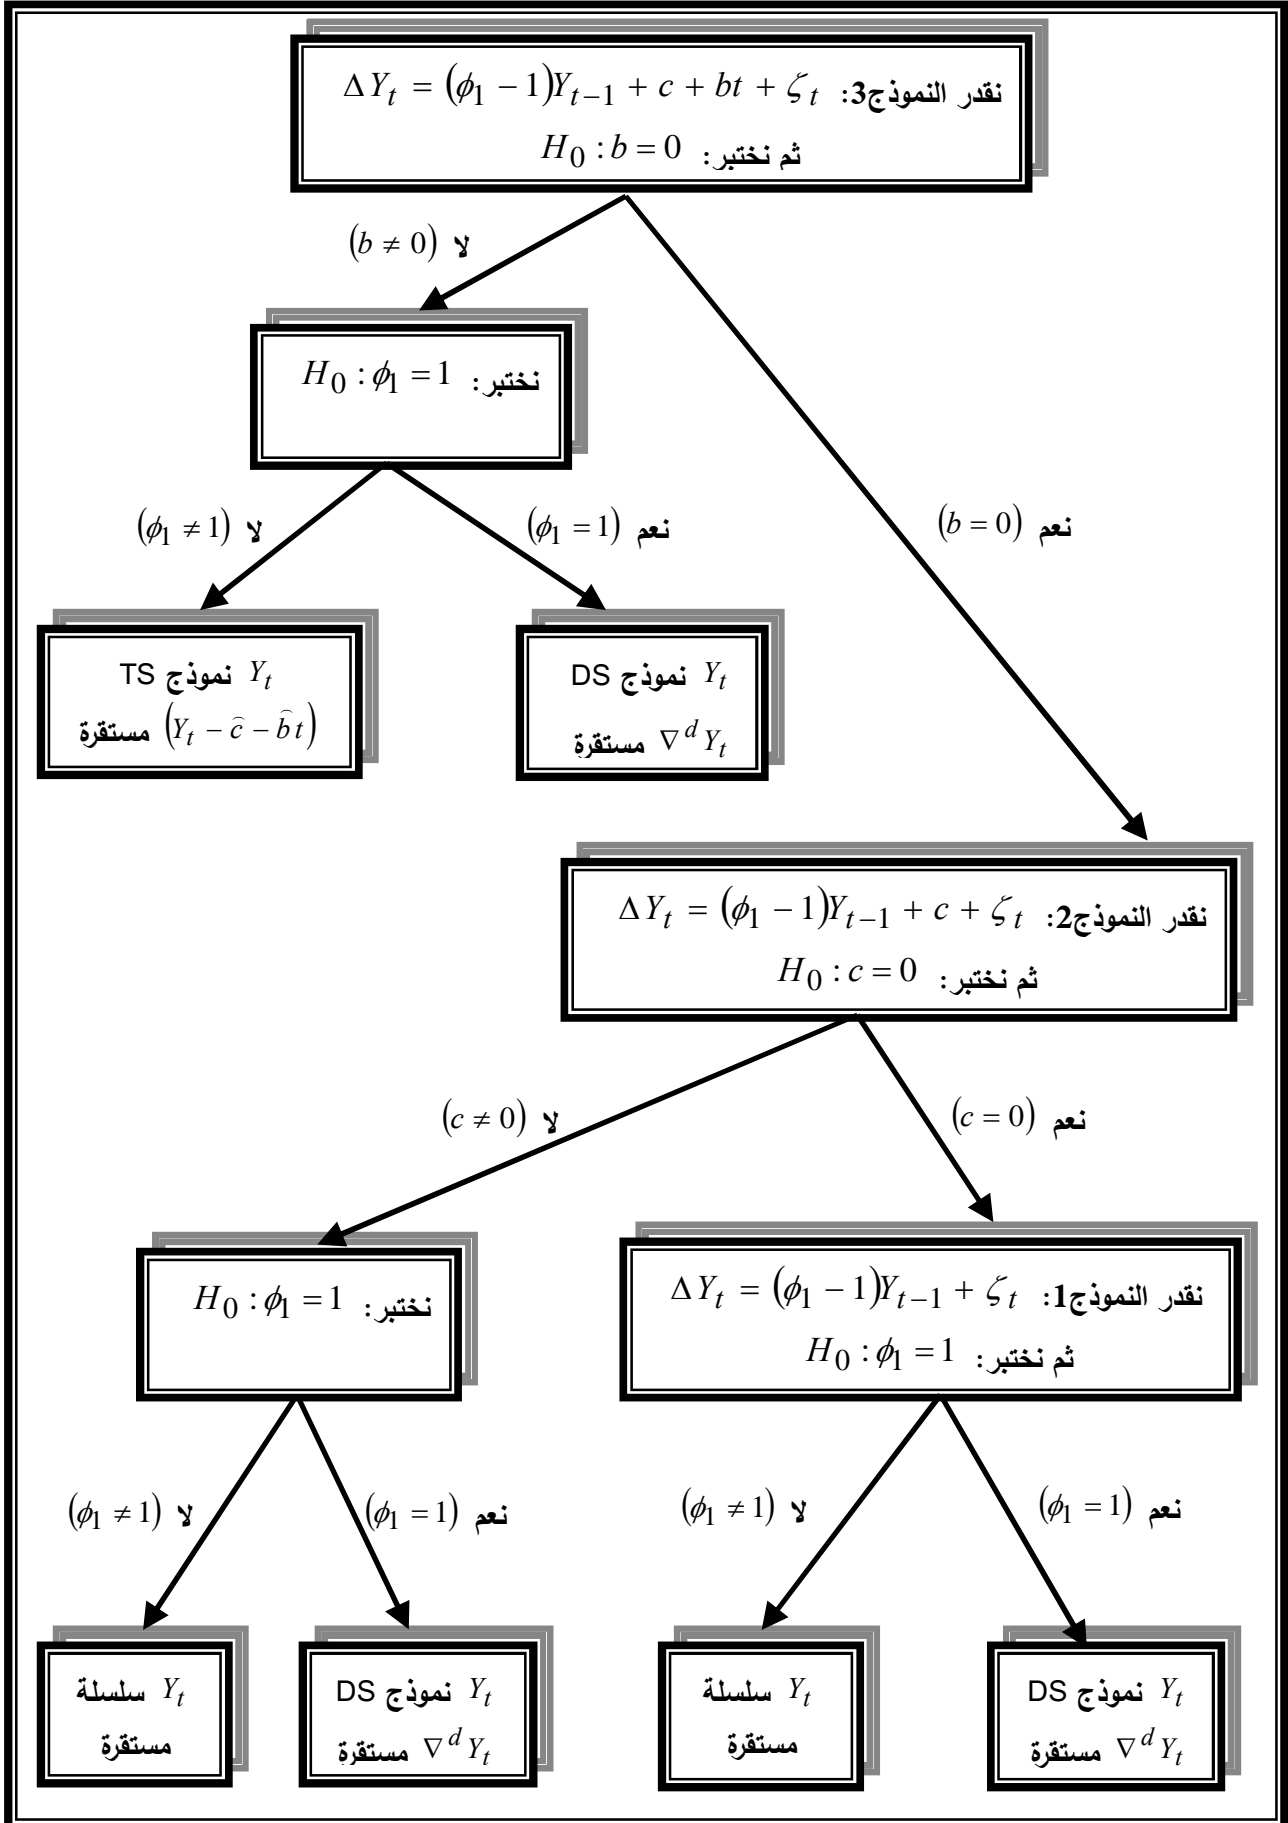 نقدر النموذج3: ΔY_t = (ϕ_1 − 1)Y_{t−1} + c + bt + ζ_t
ثم نختبر: H_0 : b = 0
لا (b ≠ 0)
نختبر: H_0 : ϕ_1 = 1
نعم (b = 0)
نعم (ϕ_1 = 1)
لا (ϕ_1 ≠ 1)
Y_t نموذج DS
∇^d Y_t مستقرة
Y_t نموذج TS
(Y_t − ĉ − b̂t) مستقرة
نقدر النموذج2: ΔY_t = (ϕ_1 − 1)Y_{t−1} + c + ζ_t
ثم نختبر: H_0 : c = 0
نعم (c = 0)
لا (c ≠ 0)
نقدر النموذج1: ΔY_t = (ϕ_1 − 1)Y_{t−1} + ζ_t
ثم نختبر: H_0 : ϕ_1 = 1
نختبر: H_0 : ϕ_1 = 1
نعم (ϕ_1 = 1)
لا (ϕ_1 ≠ 1)
نعم (ϕ_1 = 1)
لا (ϕ_1 ≠ 1)
Y_t نموذج DS
∇^d Y_t مستقرة
Y_t سلسلة
مستقرة
Y_t نموذج DS
∇^d Y_t مستقرة
Y_t سلسلة
مستقرة